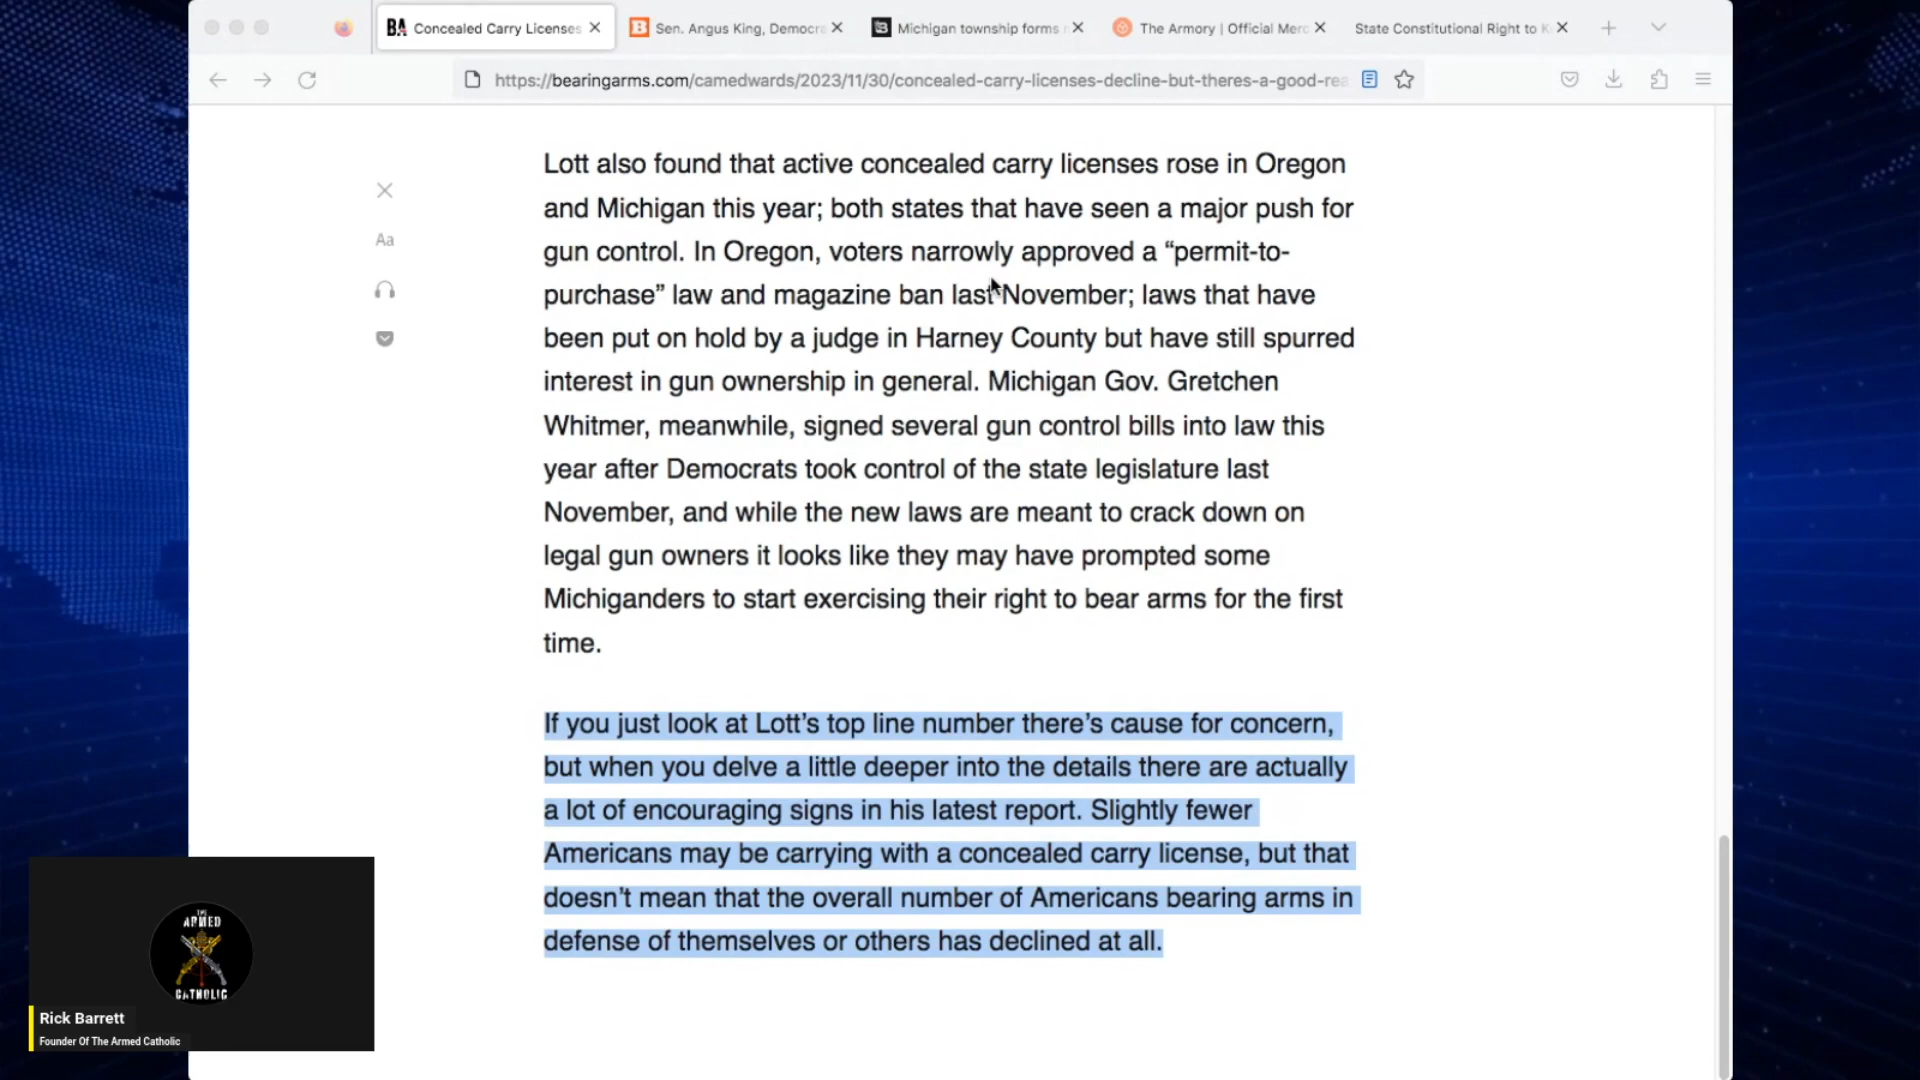 Concealed Carry Licenses
Sen. Angus King, Democra
Michigan township forms
The Armory | Official Merc
State Constitutional Right to K
https://bearingarms.com/camedwards/2023/11/30/concealed-carry-licenses-decline-but-theres-a-good-rea
Lott also found that active concealed carry licenses rose in Oregon
and Michigan this year; both states that have seen a major push for
gun control. In Oregon, voters narrowly approved a “permit-to-
purchase” law and magazine ban last November; laws that have
been put on hold by a judge in Harney County but have still spurred
interest in gun ownership in general. Michigan Gov. Gretchen
Whitmer, meanwhile, signed several gun control bills into law this
year after Democrats took control of the state legislature last
November, and while the new laws are meant to crack down on
legal gun owners it looks like they may have prompted some
Michiganders to start exercising their right to bear arms for the first
time.
If you just look at Lott’s top line number there’s cause for concern,
but when you delve a little deeper into the details there are actually
a lot of encouraging signs in his latest report. Slightly fewer
Americans may be carrying with a concealed carry license, but that
doesn’t mean that the overall number of Americans bearing arms in
defense of themselves or others has declined at all.
Aa
THE
ARMED
CATHOLIC
Rick Barrett
Founder Of The Armed Catholic